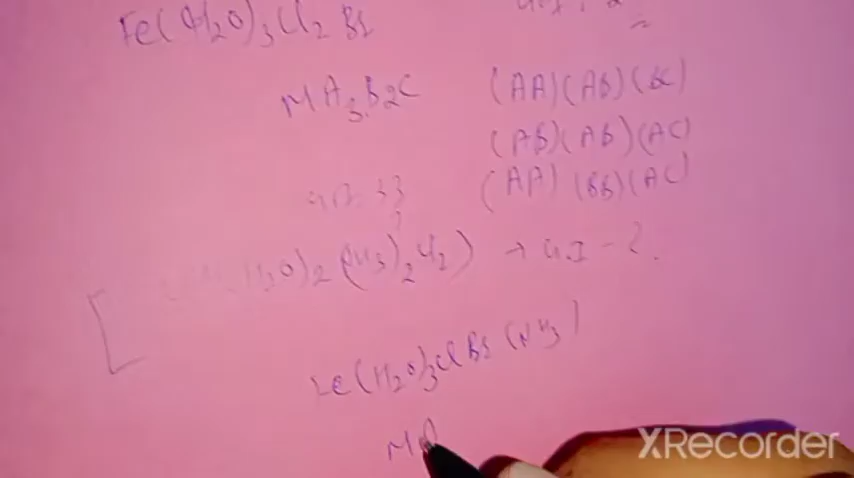 Fe(H2O)3Cl2Br
MA3B2C
(AA)(AB)(BC)
(AB)(AB)(AC)
(AA)(BB)(AC)
H2O)2(NH3)2Cl2) → G.I - 2.
Fe(H2O)3ClBr(NH3)
MA
XRecorder